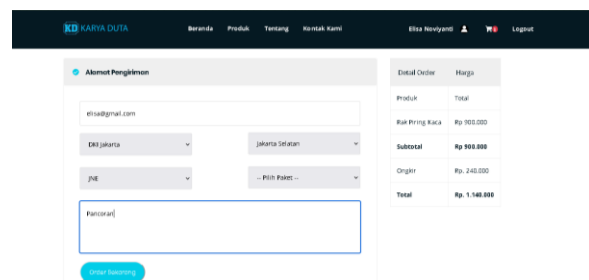 KD KARYA DUTA
Beranda Produk Tentang Kontak Kami
Elisa Noviyanti
Logout
Alamat Pengiriman
elisa@gmail.com
DKI Jakarta
Jakarta Selatan
JNE
-- Pilih Paket --
Pancoran
Order Sekarang
Detail Order Harga
Produk Total
Rak Piring Kaca Rp 900.000
Subtotal Rp 900.000
Ongkir Rp. 240.000
Total Rp. 1.140.000